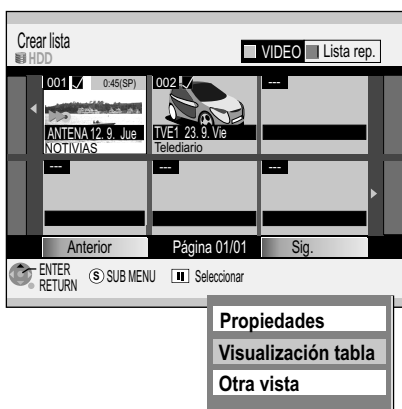 Crear lista
HDD
VIDEO Lista rep.
001 0:45(SP) 002 ---
ANTENA 12. 9. Jue TVE1 23. 9. Vie
NOTIVIAS Telediario
--- --- ---
Anterior Página 01/01 Sig.
ENTER
RETURN S SUB MENU Seleccionar
Propiedades
Visualización tabla
Otra vista